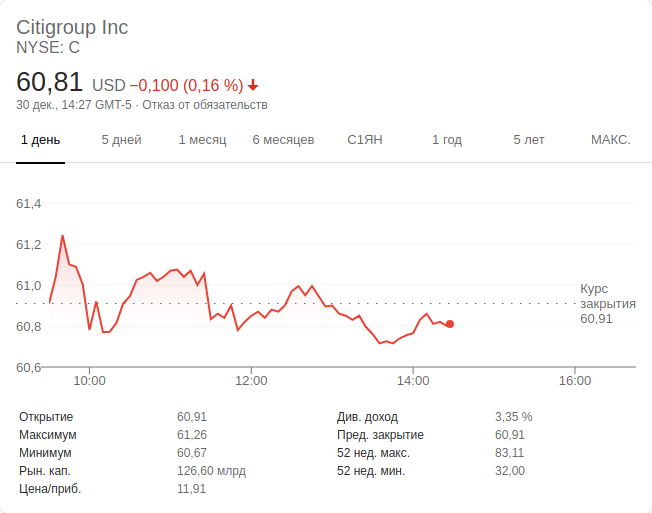 Citigroup Inc
NYSE: C
60,81 USD −0,100 (0,16 %)
30 дек., 14:27 GMT-5 · Отказ от обязательств
1 день 5 дней 1 месяц 6 месяцев С1ЯН 1 год 5 лет МАКС.
61,4
61,2
61,0
60,8
60,6
Курс
закрытия
60,91
10:00 12:00 14:00 16:00
Открытие 60,91
Максимум 61,26
Минимум 60,67
Рын. кап. 126,60 млрд
Цена/приб. 11,91
Див. доход 3,35 %
Пред. закрытие 60,91
52 нед. макс. 83,11
52 нед. мин. 32,00